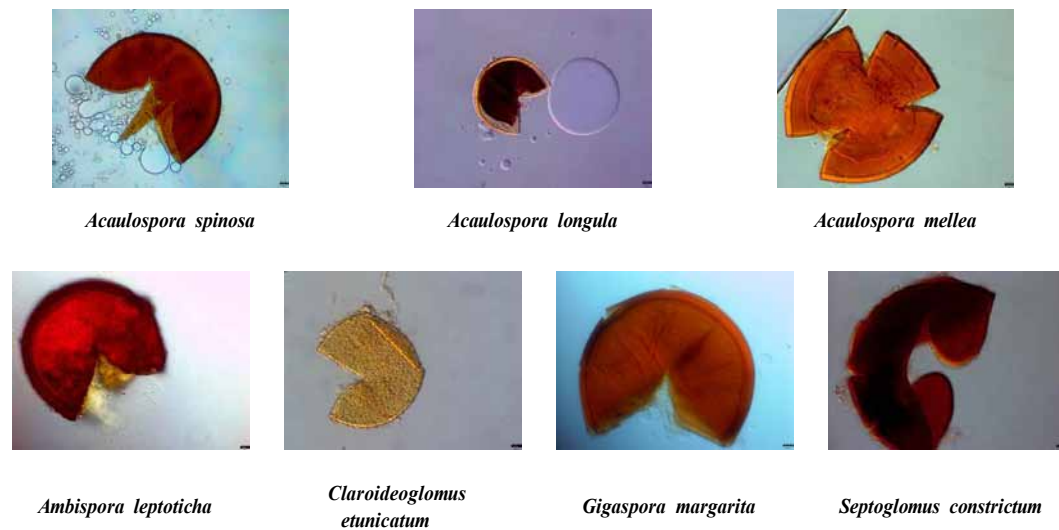 Acaulospora spinosa
Acaulospora longula
Acaulospora mellea
Ambispora leptoticha
Claroideoglomus
etunicatum
Gigaspora margarita
Septoglomus constrictum